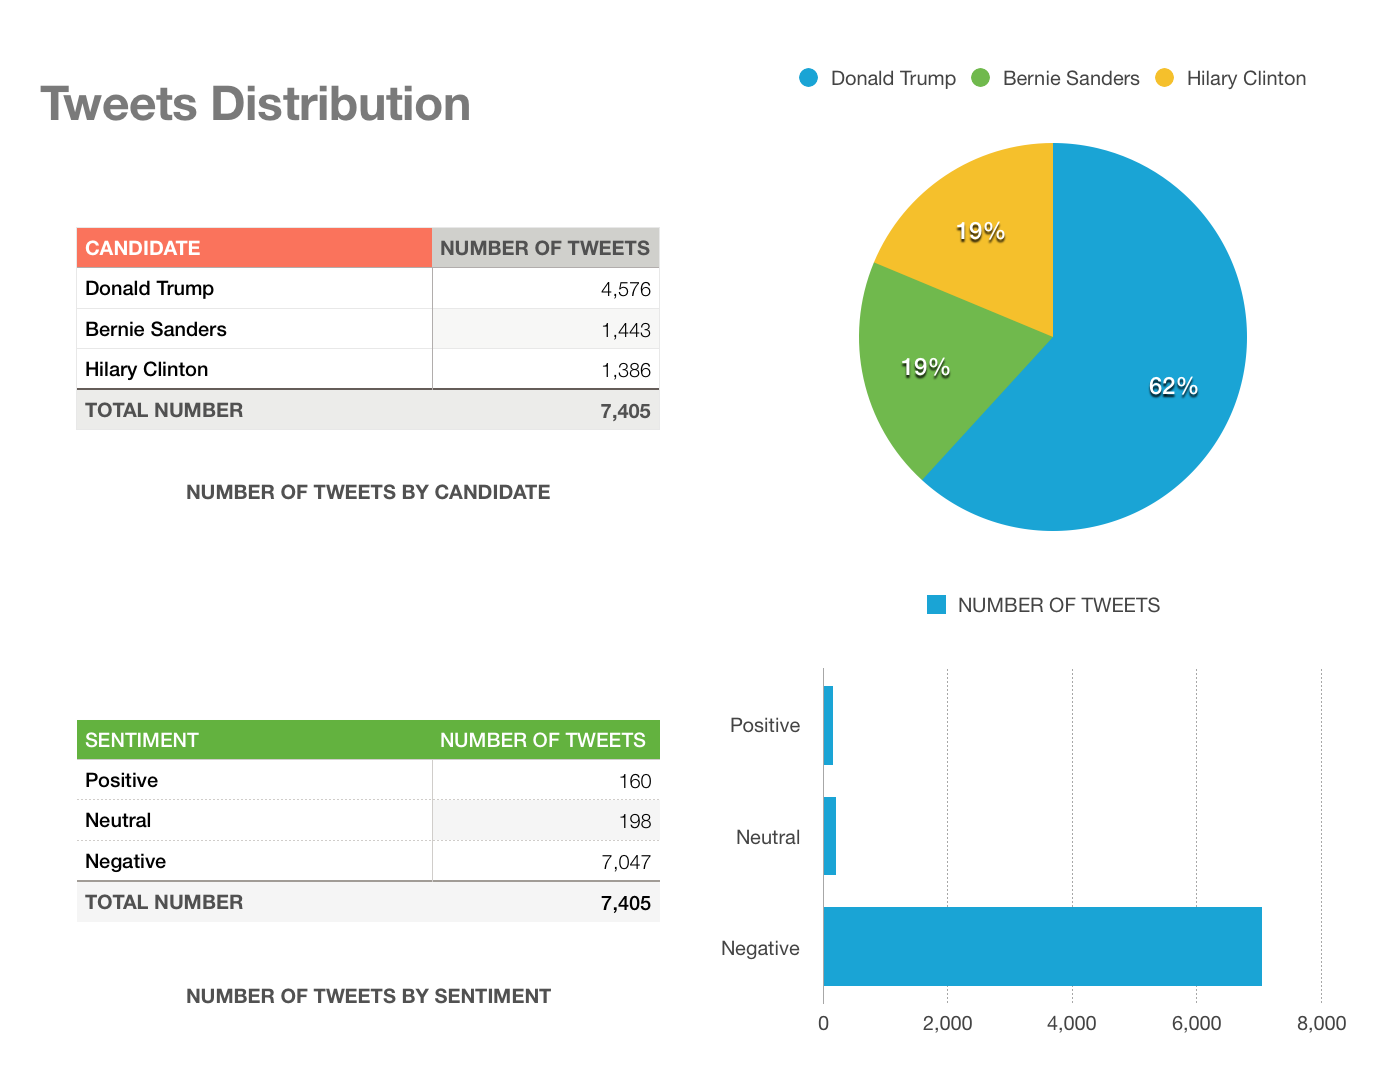 Tweets Distribution
CANDIDATE NUMBER OF TWEETS
Donald Trump 4,576
Bernie Sanders 1,443
Hilary Clinton 1,386
TOTAL NUMBER 7,405
NUMBER OF TWEETS BY CANDIDATE
Donald Trump Bernie Sanders Hilary Clinton
19%
19%
62%
SENTIMENT NUMBER OF TWEETS
Positive 160
Neutral 198
Negative 7,047
TOTAL NUMBER 7,405
NUMBER OF TWEETS BY SENTIMENT
NUMBER OF TWEETS
Positive
Neutral
Negative
0 2,000 4,000 6,000 8,000